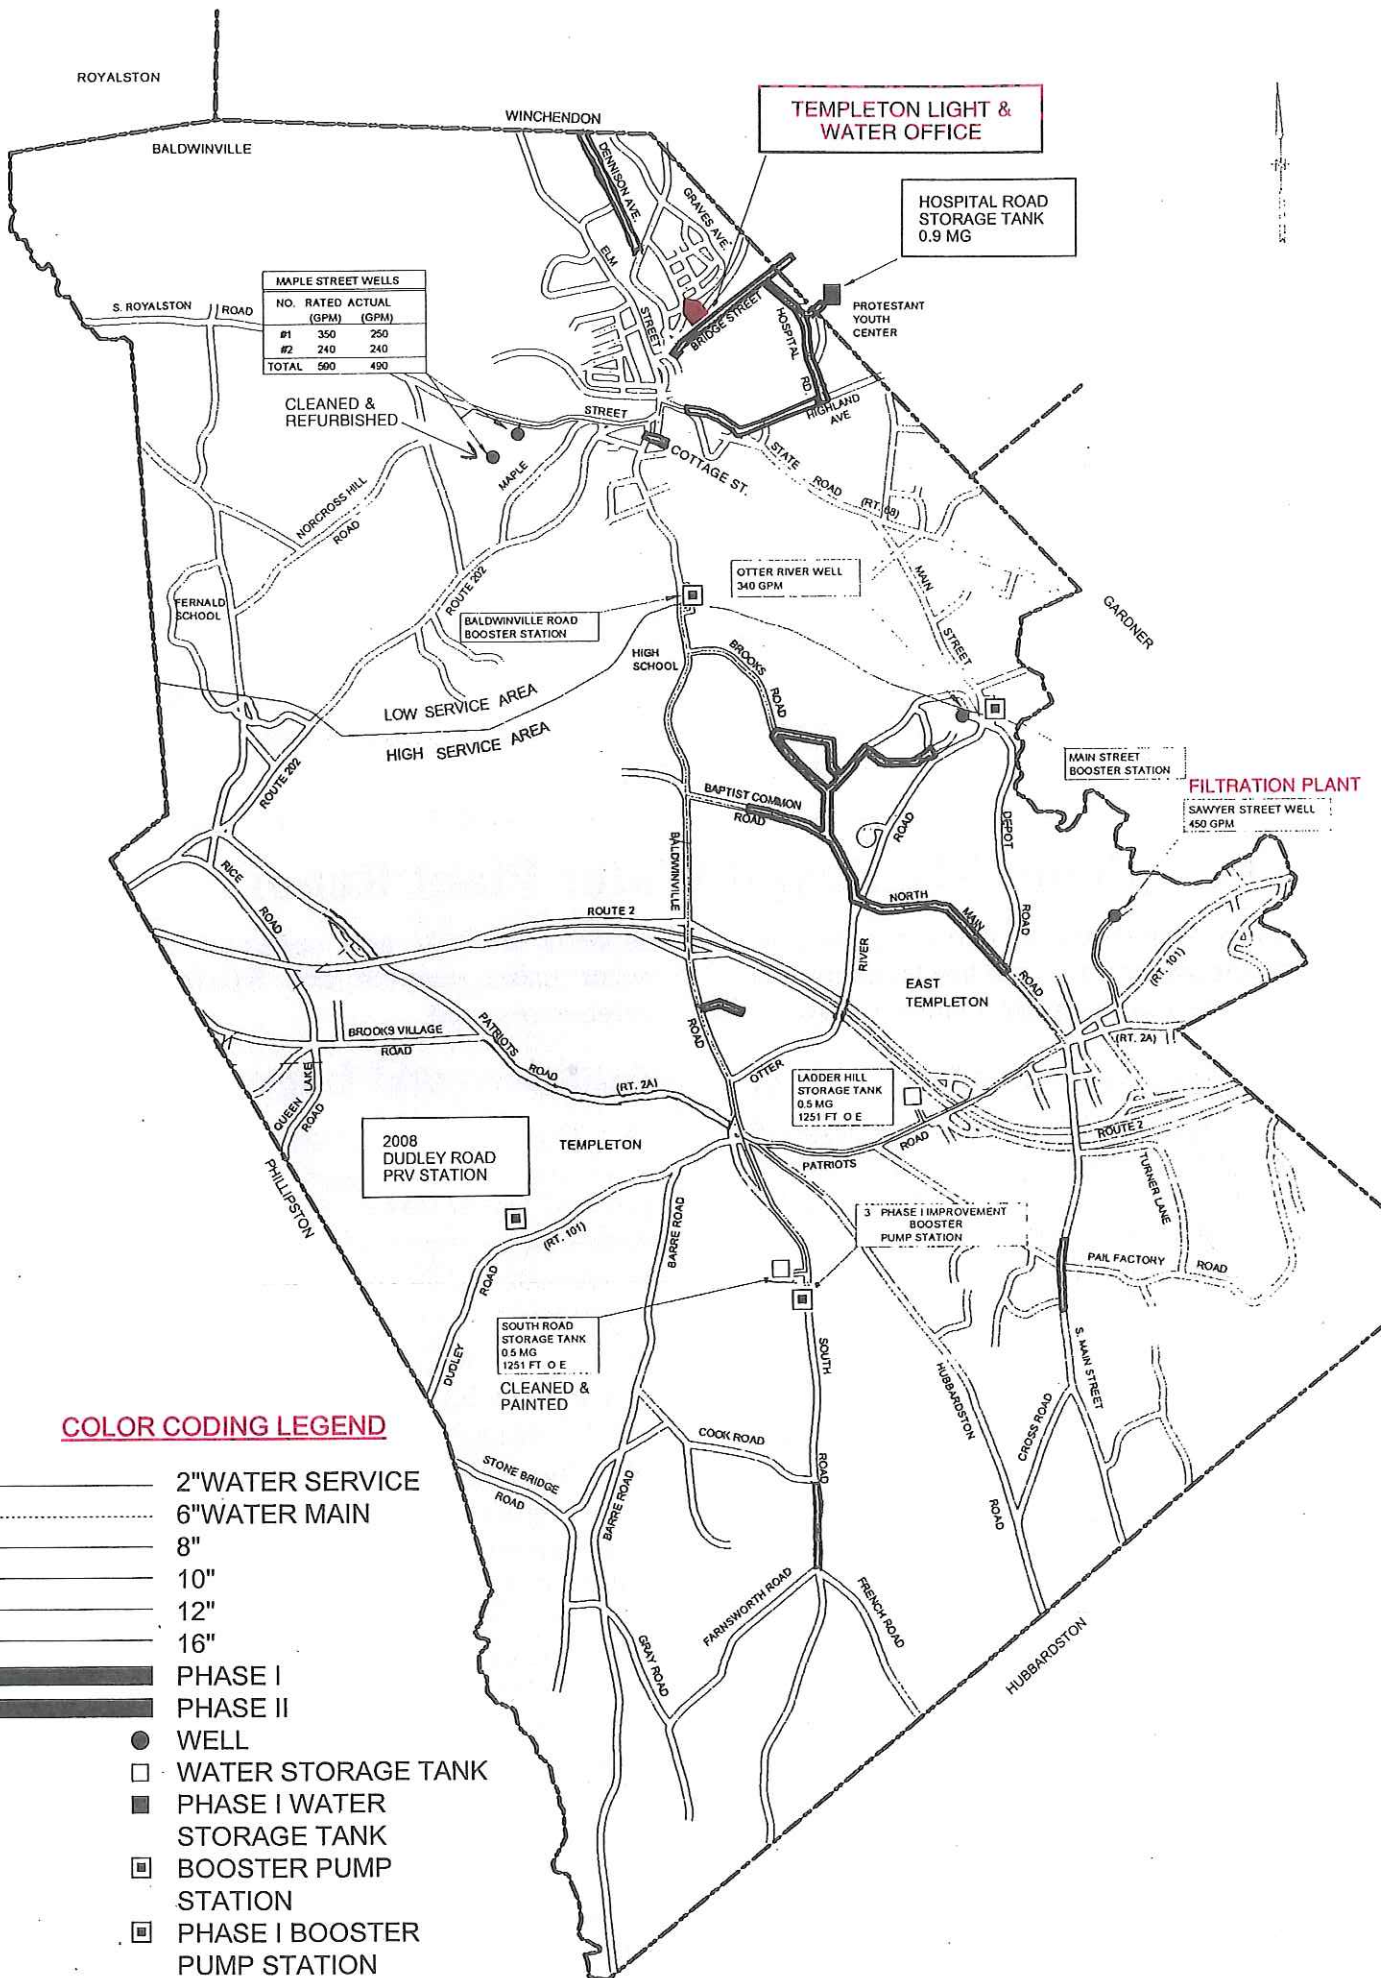 ROYALSTON
BALDWINVILLE
WINCHENDON
TEMPLETON LIGHT &
WATER OFFICE
HOSPITAL ROAD
STORAGE TANK
0.9 MG
DENNISON AVE.
GRAVES AVE.
ELM
STREET
BRIDGE STREET
HOSPITAL
RD.
PROTESTANT
YOUTH
CENTER
S. ROYALSTON
ROAD
MAPLE STREET WELLS
NO. RATED ACTUAL
(GPM) (GPM)
#1 350 250
#2 240 240
TOTAL 590 490
CLEANED &
REFURBISHED
STREET
MAPLE
HIGHLAND
AVE
COTTAGE ST.
STATE
ROAD
(RT. 68)
NORCROSS HILL
ROAD
ROUTE 202
FERNALD
SCHOOL
OTTER RIVER WELL
340 GPM
MAIN
STREET
GARDNER
BALDWINVILLE ROAD
BOOSTER STATION
HIGH
SCHOOL
BROOKS
ROAD
LOW SERVICE AREA
HIGH SERVICE AREA
MAIN STREET
BOOSTER STATION
FILTRATION PLANT
SAWYER STREET WELL
450 GPM
ROUTE 202
BAPTIST COMMON
ROAD
BALDWINVILLE
ROAD
ROAD
DEPOT
ROAD
RICE
ROAD
ROUTE 2
NORTH
MAIN
ROAD
RIVER
OTTER
EAST
TEMPLETON
(RT. 101)
(RT. 2A)
BROOKS VILLAGE
ROAD
PATRIOTS
ROAD
(RT. 2A)
QUEEN LAKE
ROAD
LADDER HILL
STORAGE TANK
0.5 MG
1251 FT O E
ROUTE 2
2008
DUDLEY ROAD
PRV STATION
TEMPLETON
PATRIOTS
ROAD
TURNER LANE
PHILLIPSTON
(RT. 101)
BARRE ROAD
3 PHASE I IMPROVEMENT
BOOSTER
PUMP STATION
PAIL FACTORY
ROAD
DUDLEY
ROAD
SOUTH ROAD
STORAGE TANK
0.5 MG
1251 FT O E
CLEANED &
PAINTED
SOUTH
ROAD
HUBBARDSTON
ROAD
S. MAIN STREET
CROSS ROAD
COOK ROAD
STONE BRIDGE
ROAD
BARRE ROAD
GRAY ROAD
FARNSWORTH ROAD
FRENCH ROAD
HUBBARDSTON
COLOR CODING LEGEND
2"WATER SERVICE
6"WATER MAIN
8"
10"
12"
16"
PHASE I
PHASE II
WELL
WATER STORAGE TANK
PHASE I WATER
STORAGE TANK
BOOSTER PUMP
STATION
PHASE I BOOSTER
PUMP STATION